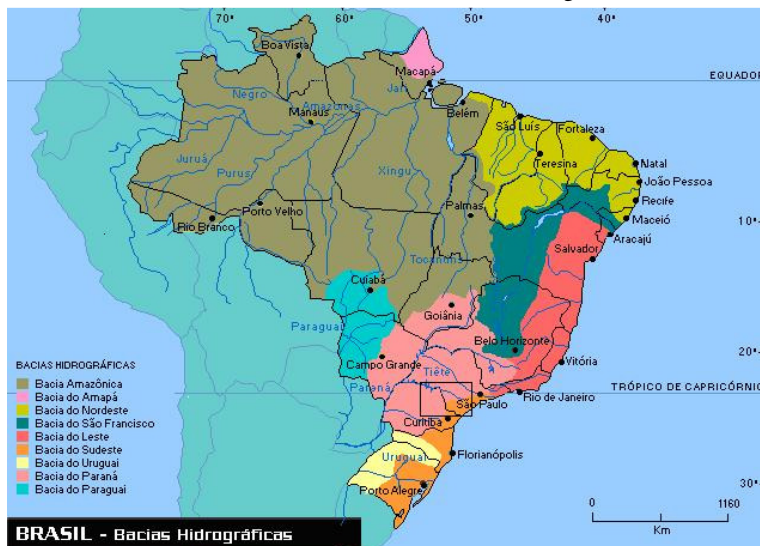 70°
60°
50°
40°
Boa Vista
Macapá
EQUADOR
Negro
Jari
Amazonas
Manaus
Belém
São Luís
Fortaleza
Juruá
Purus
Xingu
Teresina
Natal
João Pessoa
Porto Velho
Palmas
Recife
Rio Branco
Maceió
10°
Aracajú
Tocantins
Salvador
Cuiabá
Goiânia
Paraguai
Belo Horizonte
Campo Grande
Vitória
20°
Tiête
Paraná
TRÓPICO DE CAPRICÓRNIO
São Paulo
Rio de Janeiro
Curitiba
Uruguai
Florianópolis
Porto Alegre
30°
BACIAS HIDROGRÁFICAS
Bacia Amazônica
Bacia do Amapá
Bacia do Nordeste
Bacia do São Francisco
Bacia do Leste
Bacia do Sudeste
Bacia do Uruguai
Bacia do Paraná
Bacia do Paraguai
0
1160
Km
BRASIL - Bacias Hidrográficas